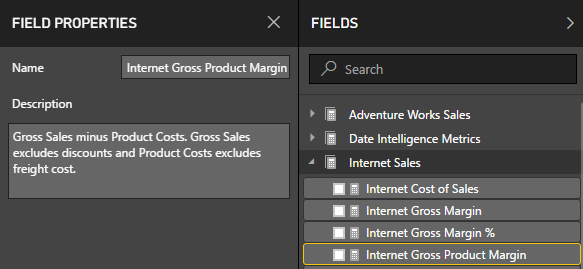 FIELD PROPERTIES
Name
Internet Gross Product Margin
Description
Gross Sales minus Product Costs. Gross Sales
excludes discounts and Product Costs excludes
freight cost.
FIELDS
Search
Adventure Works Sales
Date Intelligence Metrics
Internet Sales
Internet Cost of Sales
Internet Gross Margin
Internet Gross Margin %
Internet Gross Product Margin